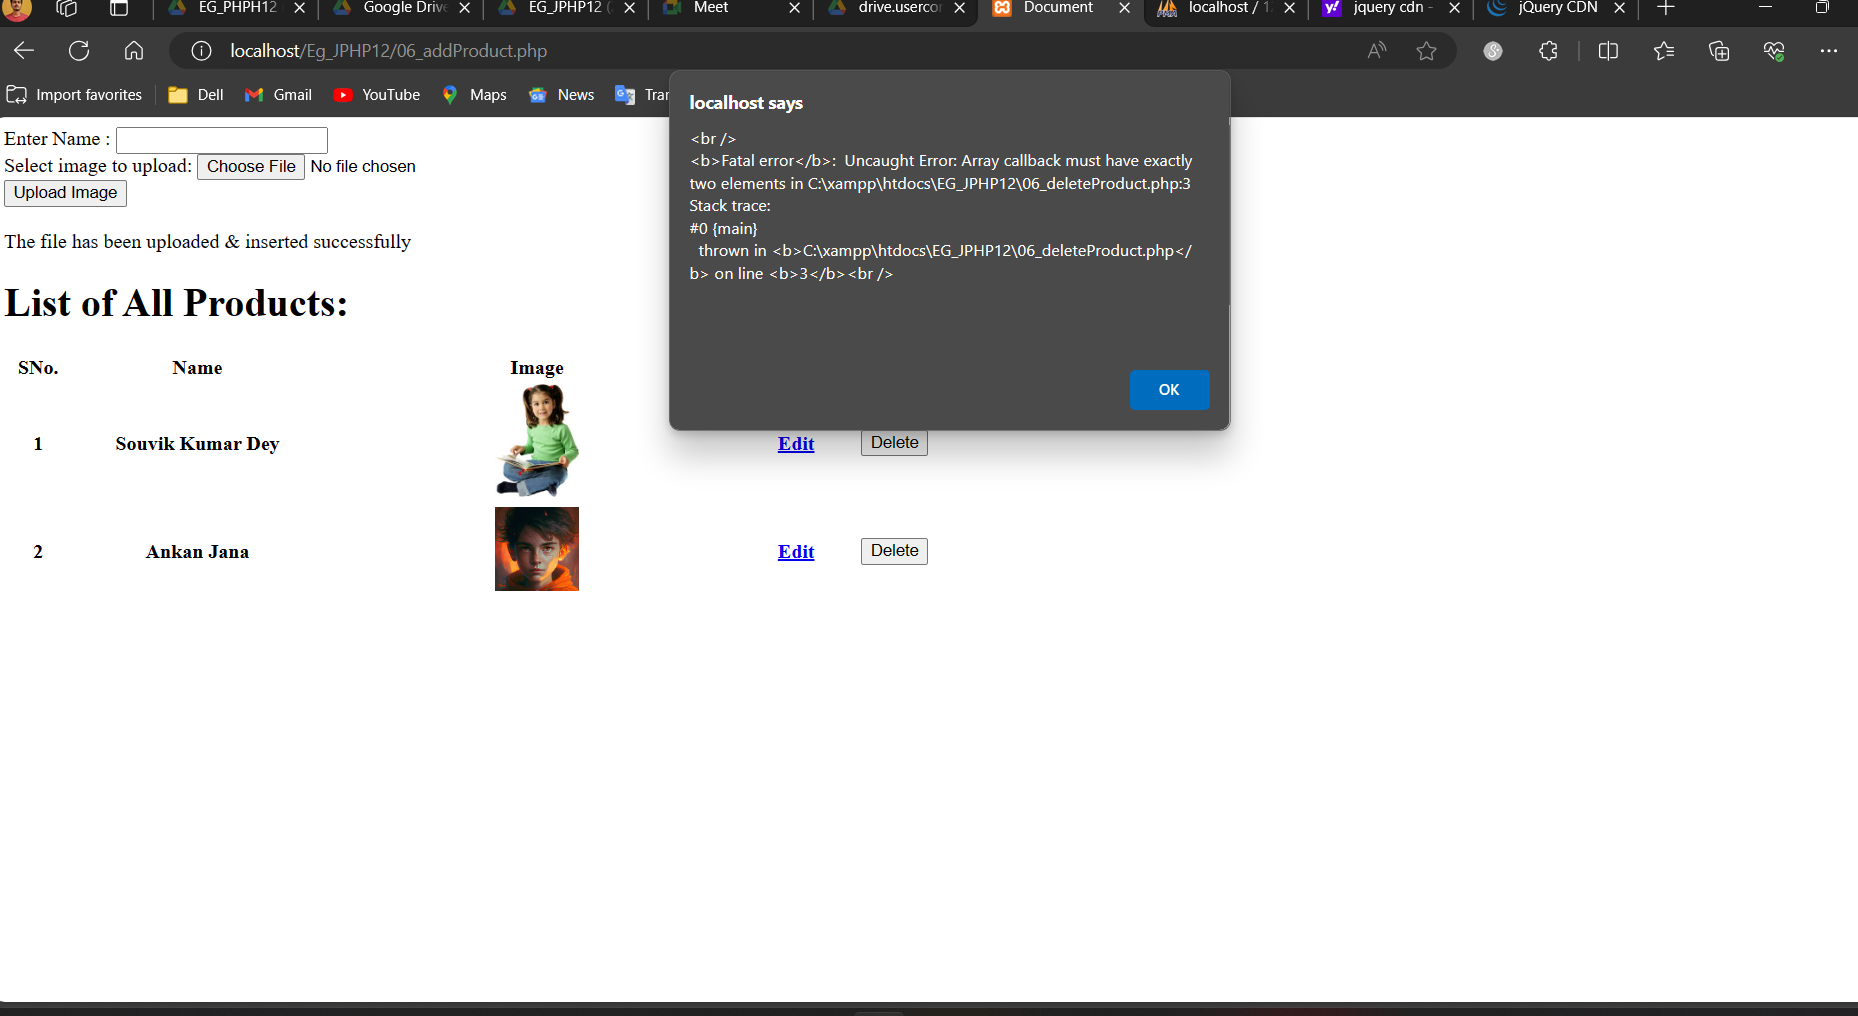 EG_PHPH12
Google Drive
EG_JPHP12 (
Meet
drive.userco
Document
localhost / 12
jquery cdn -
jQuery CDN
localhost/Eg_JPHP12/06_addProduct.php
Import favorites
Dell
Gmail
YouTube
Maps
News
Tran
localhost says
<br />
<b>Fatal error</b>:  Uncaught Error: Array callback must have exactly
two elements in C:\xampp\htdocs\EG_JPHP12\06_deleteProduct.php:3
Stack trace:
#0 {main}
  thrown in <b>C:\xampp\htdocs\EG_JPHP12\06_deleteProduct.php</
b> on line <b>3</b><br />
OK
Enter Name :
Select image to upload: Choose File No file chosen
Upload Image
The file has been uploaded & inserted successfully
List of All Products:
SNo. Name Image
1 Souvik Kumar Dey Edit Delete
2 Ankan Jana Edit Delete